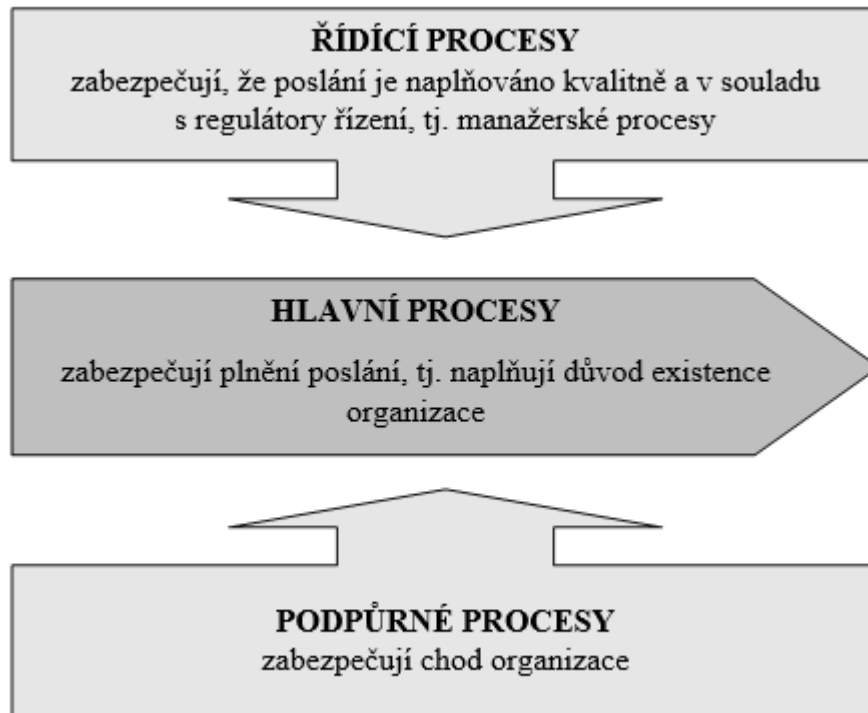 ŘÍDÍCÍ PROCESY
zabezpečují, že poslání je naplňováno kvalitně a v souladu
s regulátory řízení, tj. manažerské procesy
HLAVNÍ PROCESY
zabezpečují plnění poslání, tj. naplňují důvod existence
organizace
PODPŮRNÉ PROCESY
zabezpečují chod organizace